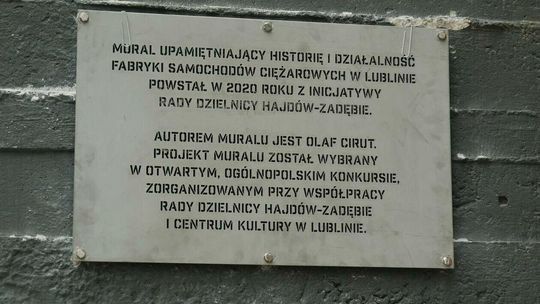 MURAL UPAMIĘTNIAJĄCY HISTORIĘ I DZIAŁALNOŚĆ
FABRYKI SAMOCHODÓW CIĘŻAROWYCH W LUBLINIE
POWSTAŁ W 2020 ROKU Z INICJATYWY
RADY DZIELNICY HAJDÓW-ZADĘBIE.
AUTOREM MURALU JEST OLAF CIRUT.
PROJEKT MURALU ZOSTAŁ WYBRANY
W OTWARTYM, OGÓLNOPOLSKIM KONKURSIE,
ZORGANIZOWANYM PRZY WSPÓŁPRACY
RADY DZIELNICY HAJDÓW-ZADĘBIE
I CENTRUM KULTURY W LUBLINIE.